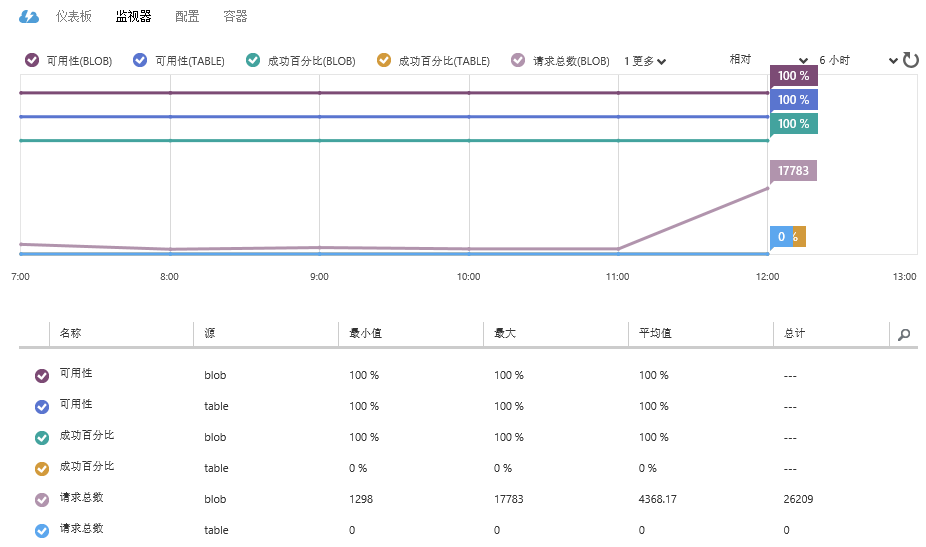 仪表板 监视器 配置 容器
可用性(BLOB) 可用性(TABLE) 成功百分比(BLOB) 成功百分比(TABLE) 请求总数(BLOB) 1 更多 相对 6 小时
100 %
100 %
100 %
17783
0 %
7:00 8:00 9:00 10:00 11:00 12:00 13:00
名称 源 最小值 最大 平均值 总计
可用性 blob 100 % 100 % 100 % ---
可用性 table 100 % 100 % 100 % ---
成功百分比 blob 100 % 100 % 100 % ---
成功百分比 table 0 % 0 % 0 % ---
请求总数 blob 1298 17783 4368.17 26209
请求总数 table 0 0 0 0